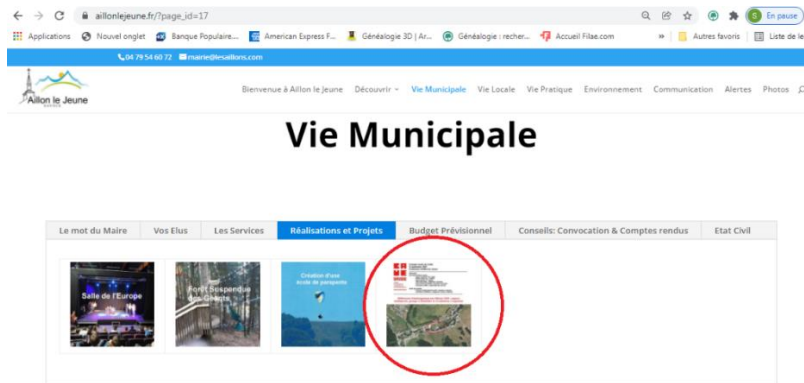 aillonlejeune.fr/?page_id=17
S En pause
Applications Nouvel onglet Banque Populaire... American Express F... Généalogie 3D | Ar... Généalogie : recher... Accueil Filae.com » Autres favoris Liste de le
04 79 54 60 72 mairie@lesaillons.com
Aillon le Jeune
Bienvenue à Aillon le Jeune Découvrir Vie Municipale Vie Locale Vie Pratique Environnement Communication Alertes Photos
Vie Municipale
Le mot du Maire Vos Elus Les Services Réalisations et Projets Budget Prévisionnel Conseils: Convocation & Comptes rendus Etat Civil
Salle de l'Europe
Forêt Suspendue
des Géants
Création d'une
école de parapente